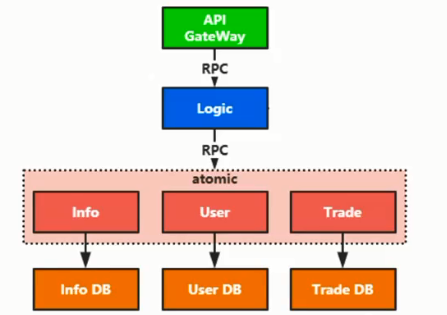 API
GateWay
RPC
Logic
RPC
atomic
Info
User
Trade
Info DB
User DB
Trade DB